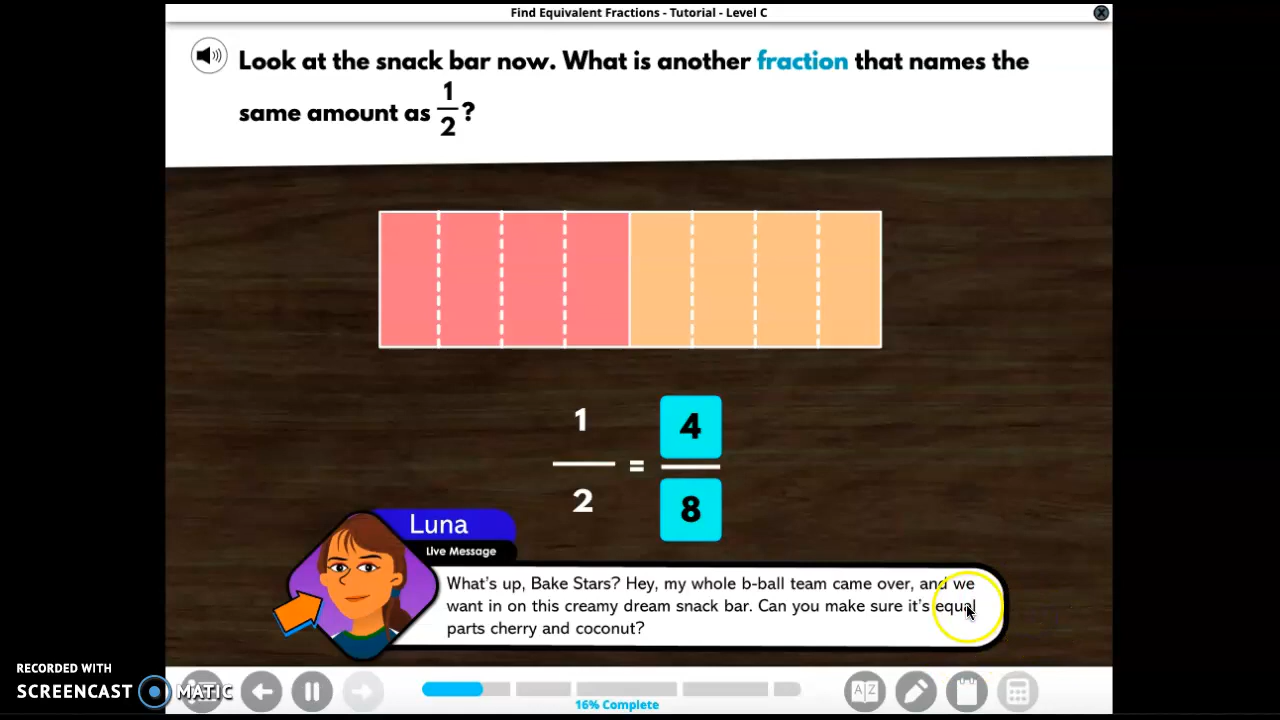 Find Equivalent Fractions - Tutorial - Level C
Look at the snack bar now. What is another fraction that names the
same amount as 1/2?
1/2 = 4/8
Luna
Live Message
What's up, Bake Stars? Hey, my whole b-ball team came over, and we
want in on this creamy dream snack bar. Can you make sure it's equal
parts cherry and coconut?
RECORDED WITH
SCREENCAST MATIC
16% Complete
A Z